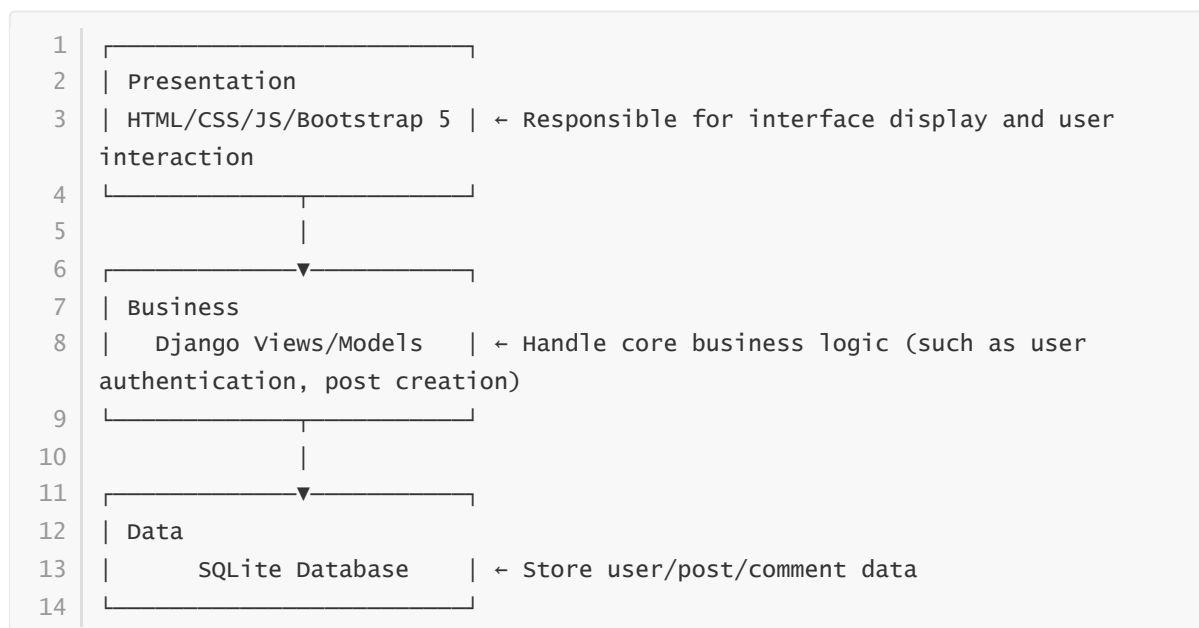 1 ┌─────────────────────────┐
2 │ Presentation
3 │ HTML/CSS/JS/Bootstrap 5 │ ← Responsible for interface display and user
interaction
4 └─────────────┬───────────┘
5 │
6 ┌─────────────▼───────────┐
7 │ Business
8 │ Django Views/Models │ ← Handle core business logic (such as user
authentication, post creation)
9 └─────────────┬───────────┘
10 │
11 ┌─────────────▼───────────┐
12 │ Data
13 │ SQLite Database │ ← Store user/post/comment data
14 └─────────────────────────┘